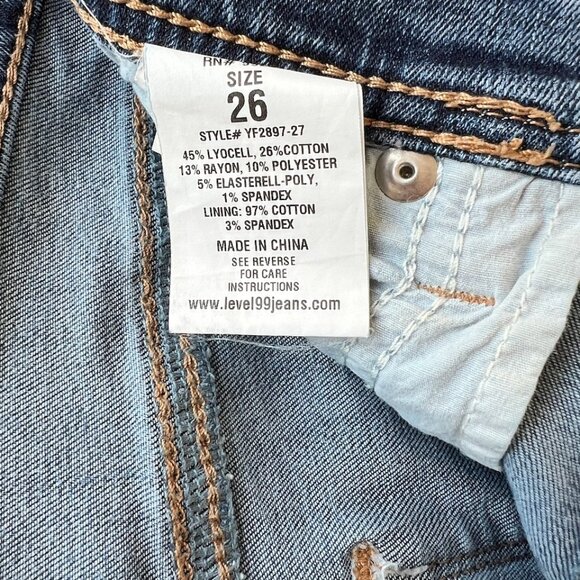 RN#
SIZE
26
STYLE# YF2897-27
45% LYOCELL, 26%COTTON
13% RAYON, 10% POLYESTER
5% ELASTERELL-POLY,
1% SPANDEX
LINING: 97% COTTON
3% SPANDEX
MADE IN CHINA
SEE REVERSE
FOR CARE
INSTRUCTIONS
www.level99jeans.com